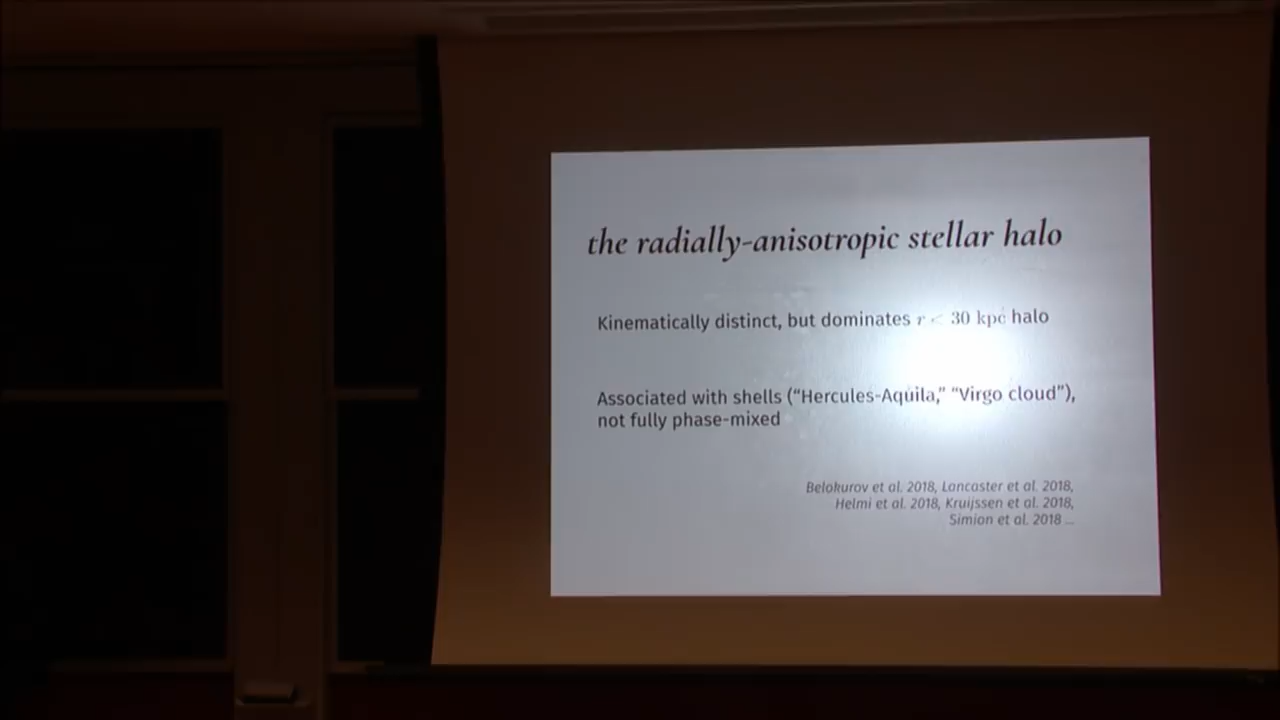 the radially-anisotropic stellar halo
Kinematically distinct, but dominates r < 30 kpc halo
Associated with shells (“Hercules-Aquila,” “Virgo cloud”),
not fully phase-mixed
Belokurov et al. 2018, Lancaster et al. 2018,
Helmi et al. 2018, Kruijssen et al. 2018,
Simion et al. 2018 ...